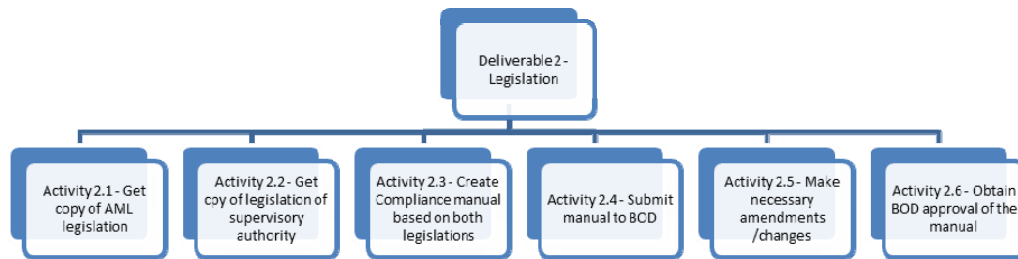 Deliverable 2 -
Legislation
Activity 2.1 - Get
copy of AML
legislation
Activity 2.2 - Get
cpy of legislation of
supervisory
authority
Activity 2.3 - Create
Compliance manual
based on both
legislations
Activity 2.4 - Submit
manual to BOD
Activity 2.5 - Make
necessary
amendments
/changes
Activity 2.6 - Obtain
BOD approval of the
manual